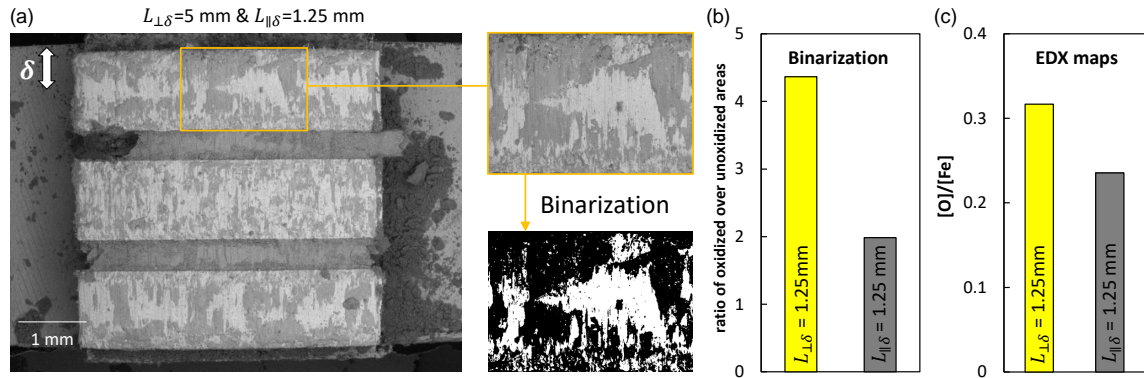 (a)
L⊥δ=5 mm & L∥δ=1.25 mm
δ
1 mm
Binarization
(b)
Binarization
ratio of oxidized over unoxidized areas
5
4
3
2
1
0
L⊥δ = 1.25mm
L∥δ = 1.25 mm
(c)
EDX maps
[O]/[Fe]
0.4
0.3
0.2
0.1
0
L⊥δ = 1.25mm
L∥δ = 1.25 mm